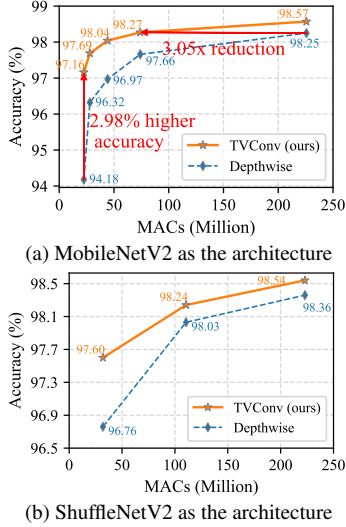 99
98
97
96
95
94
Accuracy (%)
97.16
97.69
98.04
98.27
98.57
94.18
96.32
96.97
97.66
98.25
3.05x reduction
2.98% higher
accuracy
TVConv (ours)
Depthwise
0 50 100 150 200 250
MACs (Million)
(a) MobileNetV2 as the architecture
98.5
98.1
97.7
97.3
96.9
96.5
Accuracy (%)
97.60
98.24
98.54
96.76
98.03
98.36
TVConv (ours)
Depthwise
0 50 100 150 200 250
MACs (Million)
(b) ShuffleNetV2 as the architecture